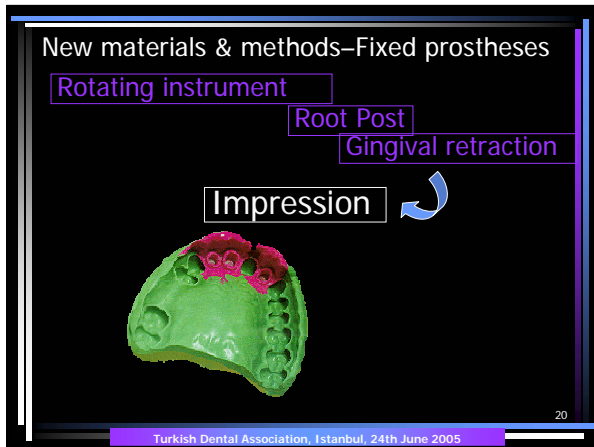 New materials & methods–Fixed prostheses
Rotating instrument
Root Post
Gingival retraction
Impression
20
Turkish Dental Association, Istanbul, 24th June 2005